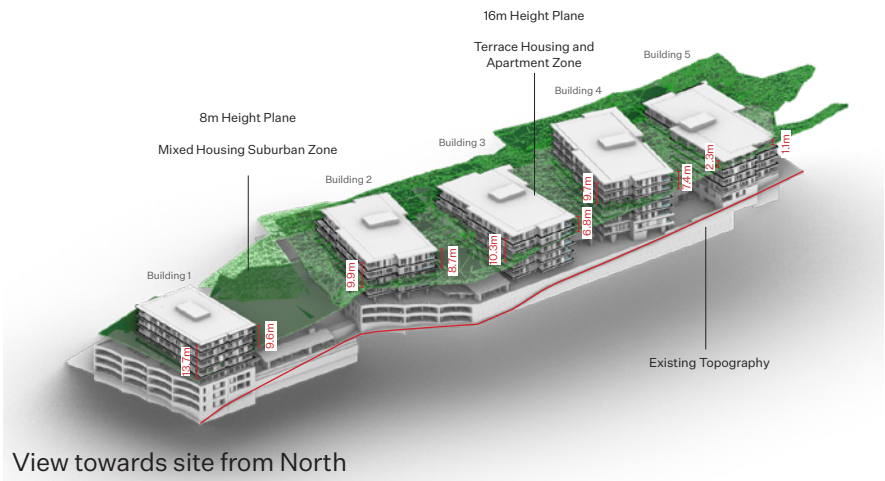 16m Height Plane
Terrace Housing and
Apartment Zone
Building 5
Building 4
8m Height Plane
Mixed Housing Suburban Zone
Building 3
Building 2
Building 1
13.7m
9.6m
9.9m
8.7m
10.3m
6.8m
9.7m
7.4m
2.3m
1.1m
Existing Topography
View towards site from North